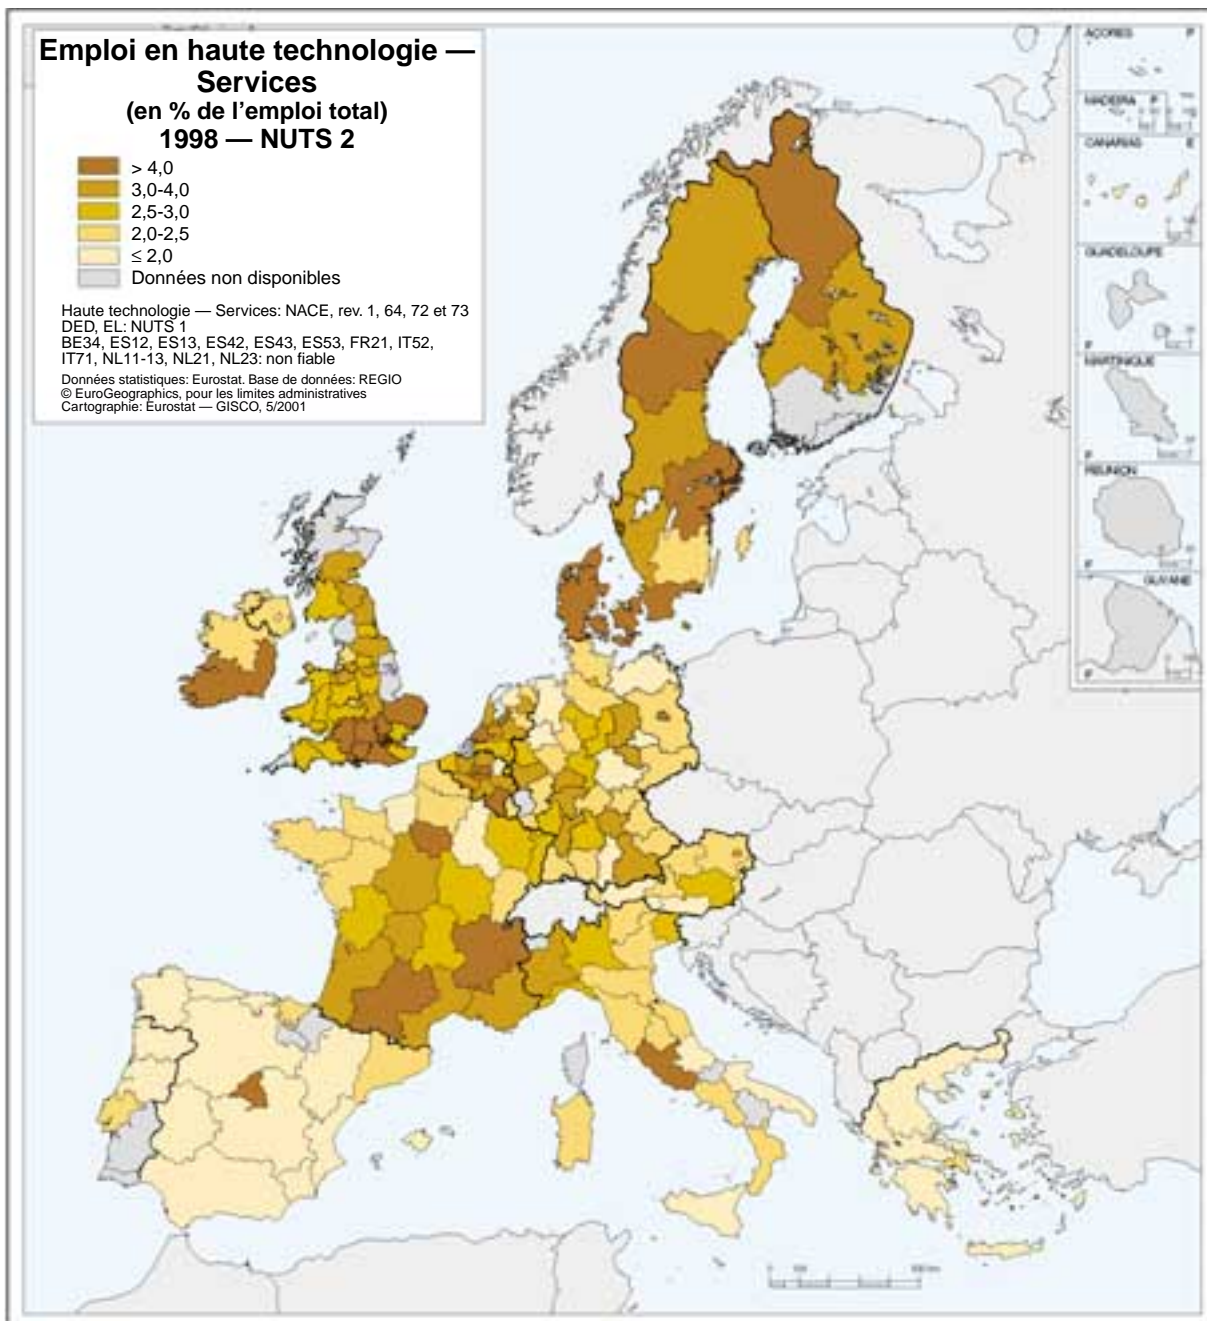 Emploi en haute technologie —
Services
(en % de l'emploi total)
1998 — NUTS 2
> 4,0
3,0-4,0
2,5-3,0
2,0-2,5
≤ 2,0
Données non disponibles
Haute technologie — Services: NACE, rev. 1, 64, 72 et 73
DED, EL: NUTS 1
BE34, ES12, ES13, ES42, ES43, ES53, FR21, IT52,
IT71, NL11-13, NL21, NL23: non fiable
Données statistiques: Eurostat. Base de données: REGIO
© EuroGeographics, pour les limites administratives
Cartographie: Eurostat — GISCO, 5/2001
AÇORES P
MADEIRA P
CANARIAS E
GUADELOUPE
F
MARTINIQUE
F
RÉUNION
F
GUYANE
F